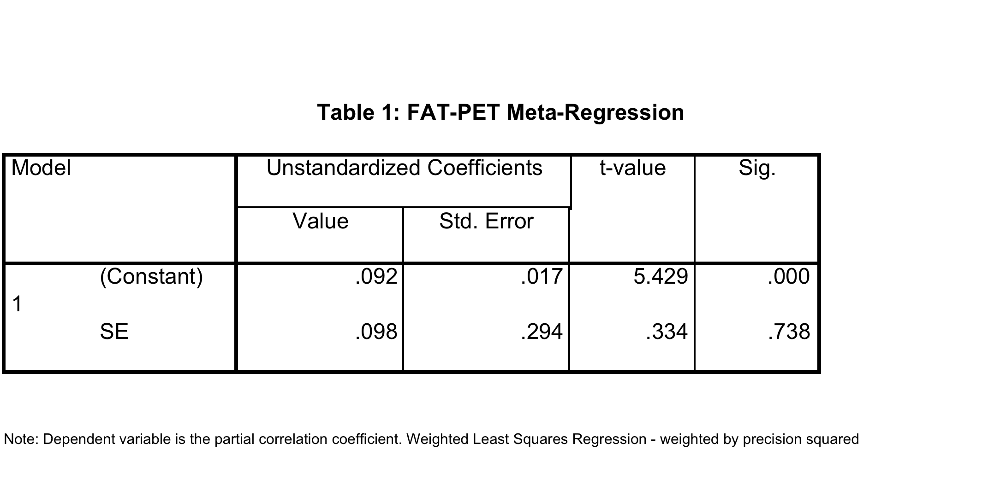 Table 1: FAT-PET Meta-Regression
Model Unstandardized Coefficients t-value Sig.
Value Std. Error
(Constant) .092 .017 5.429 .000
1
SE .098 .294 .334 .738
Note: Dependent variable is the partial correlation coefficient. Weighted Least Squares Regression - weighted by precision squared